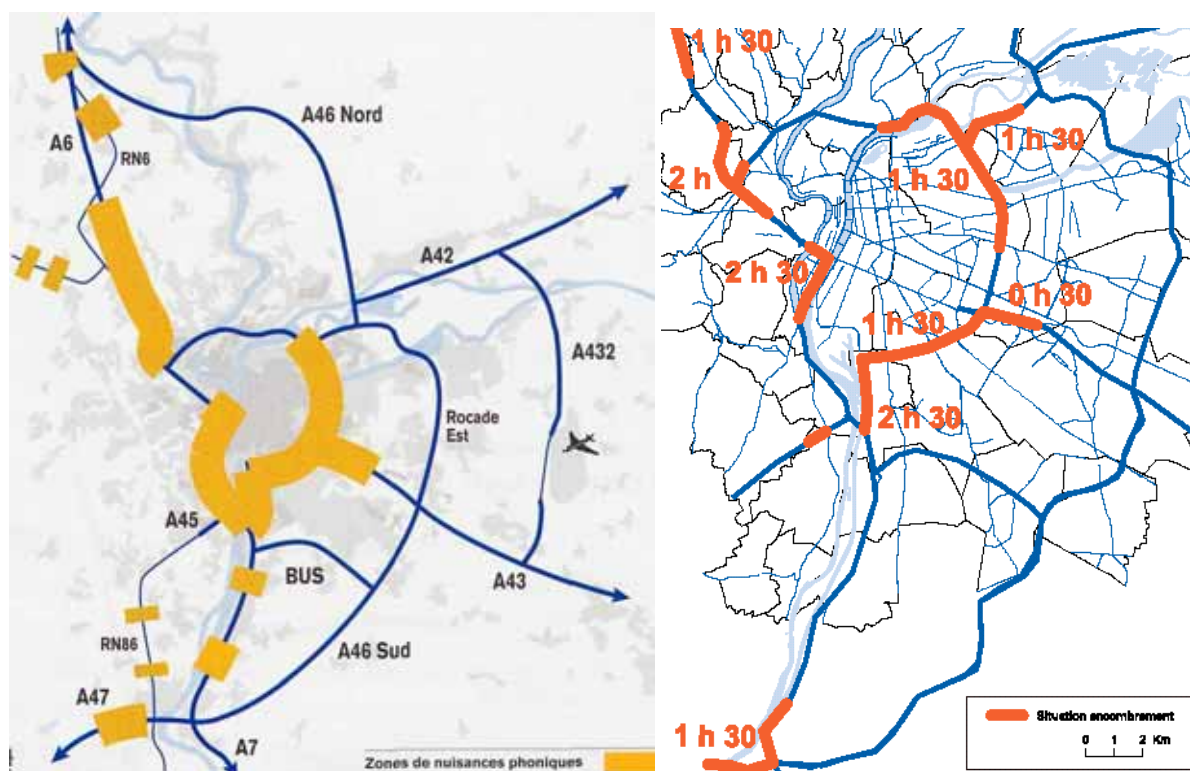 A46 Nord
A6
RN6
A42
A432
Rocade
Est
A45
BUS
A43
RN86
A46 Sud
A47
A7
Zones de nuisances phoniques
1 h 30
2 h
1 h 30
1 h 30
2 h 30
0 h 30
1 h 30
2 h 30
1 h 30
Situation encombrement
0 1 2 Km